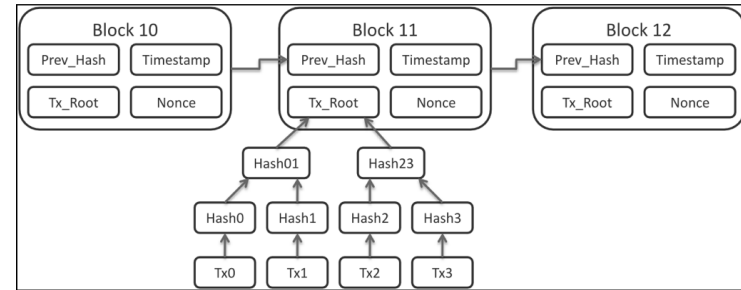 Block 10 Block 11 Block 12
Prev_Hash Timestamp Prev_Hash Timestamp Prev_Hash Timestamp
Tx_Root Nonce Tx_Root Nonce Tx_Root Nonce
Hash01 Hash23
Hash0 Hash1 Hash2 Hash3
Tx0 Tx1 Tx2 Tx3